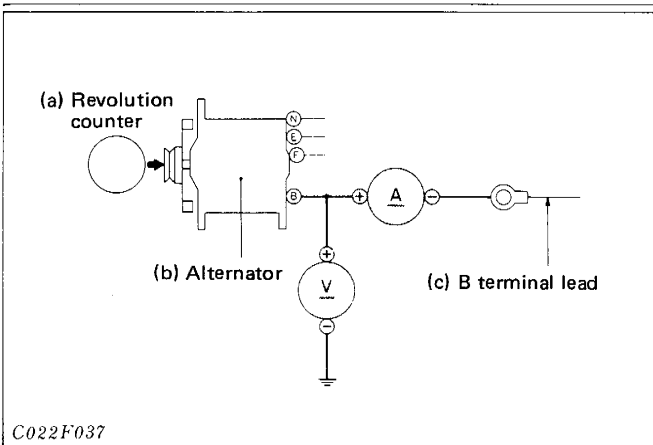 (a) Revolution
counter
N
E
F
B
+ A −
+
V
−
(b) Alternator
(c) B terminal lead
C022F037